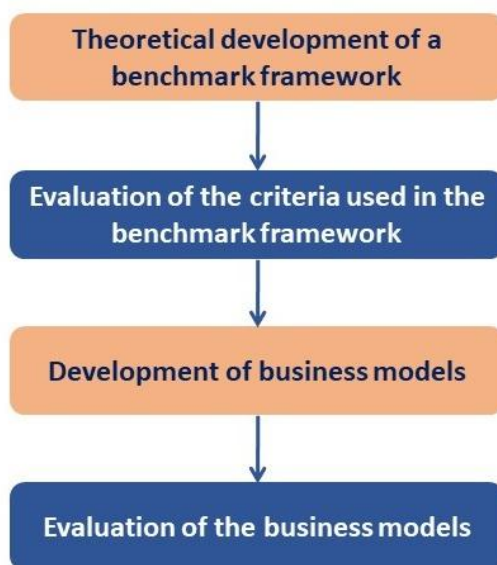 Theoretical development of a
benchmark framework
Evaluation of the criteria used in the
benchmark framework
Development of business models
Evaluation of the business models